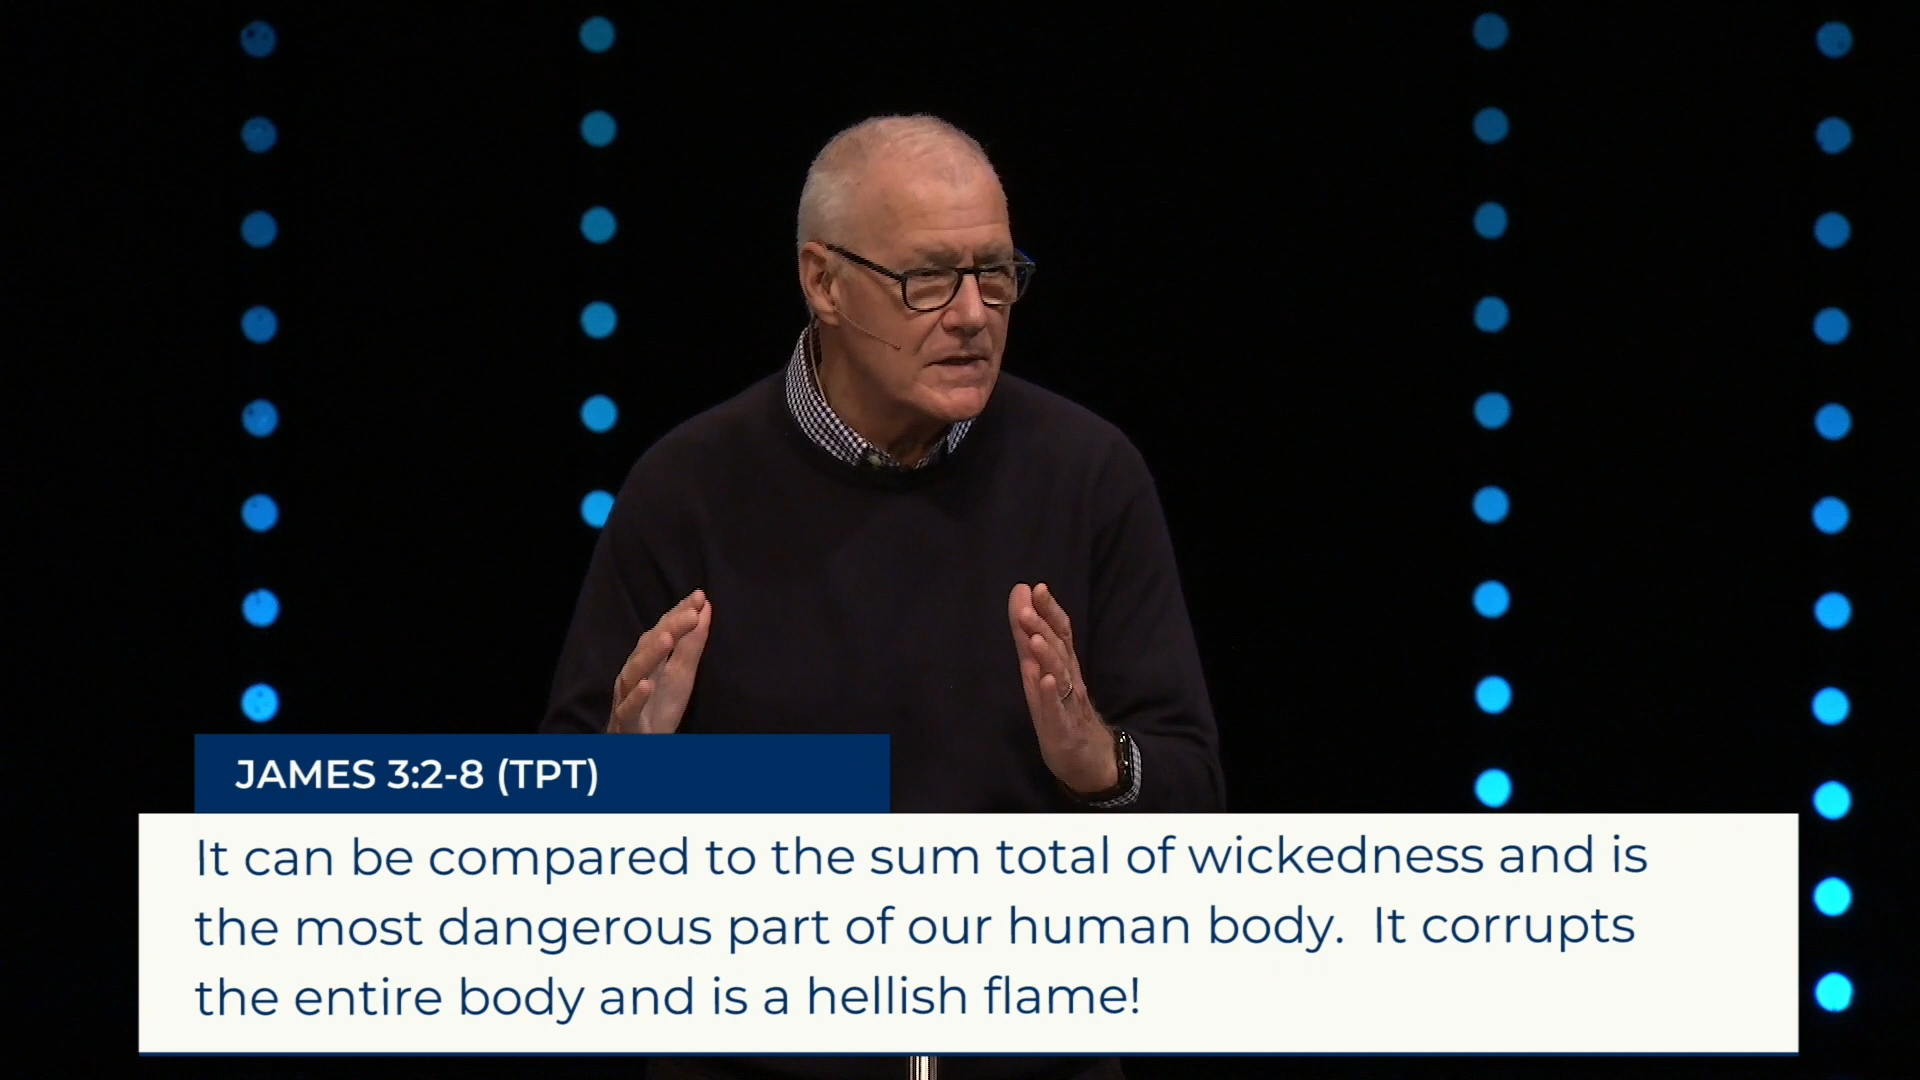 JAMES 3:2-8 (TPT)
It can be compared to the sum total of wickedness and is
the most dangerous part of our human body.  It corrupts
the entire body and is a hellish flame!